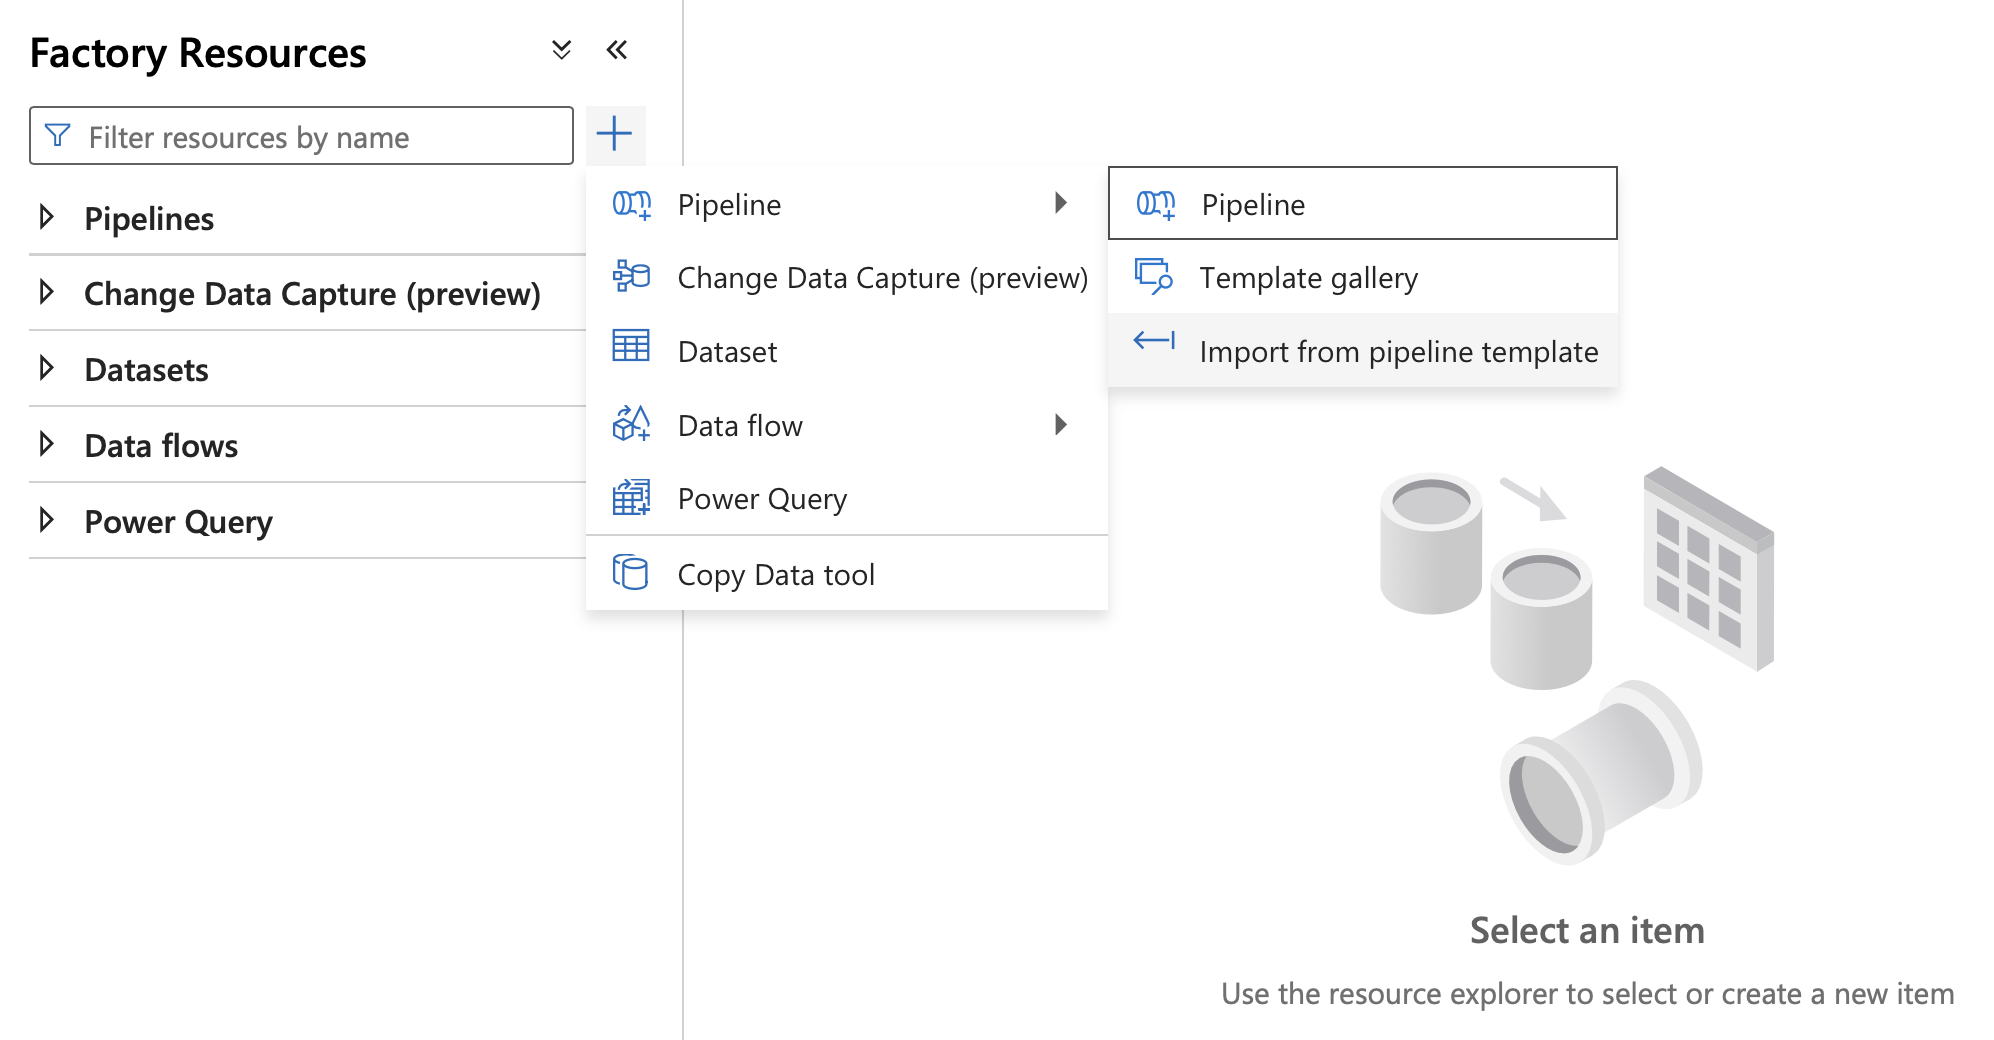 Factory Resources
Filter resources by name
Pipelines
Change Data Capture (preview)
Datasets
Data flows
Power Query
Pipeline
Change Data Capture (preview)
Dataset
Data flow
Power Query
Copy Data tool
Pipeline
Template gallery
Import from pipeline template
Select an item
Use the resource explorer to select or create a new item